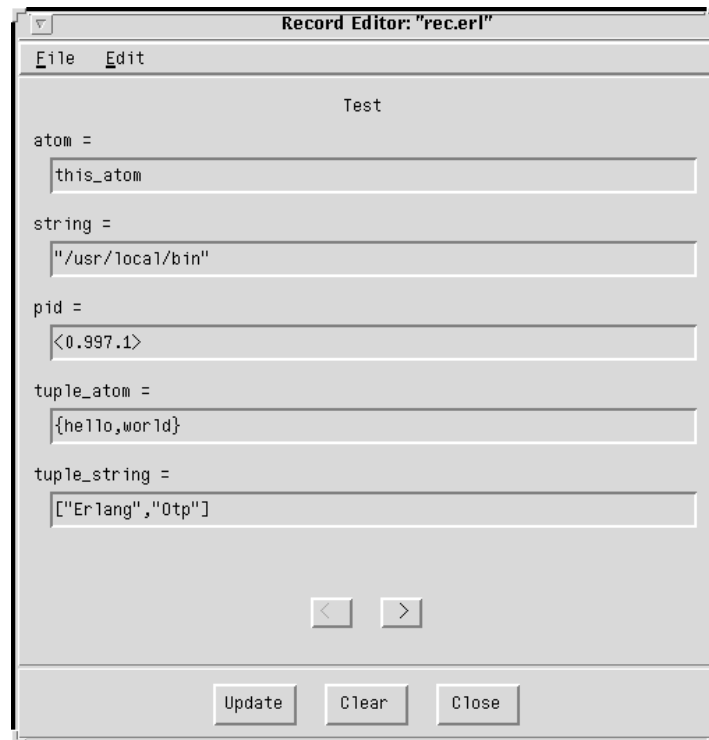 Record Editor: "rec.erl"
File Edit
Test
atom =
this_atom
string =
"/usr/local/bin"
pid =
<0.997.1>
tuple_atom =
{hello,world}
tuple_string =
["Erlang","Otp"]
< >
Update Clear Close